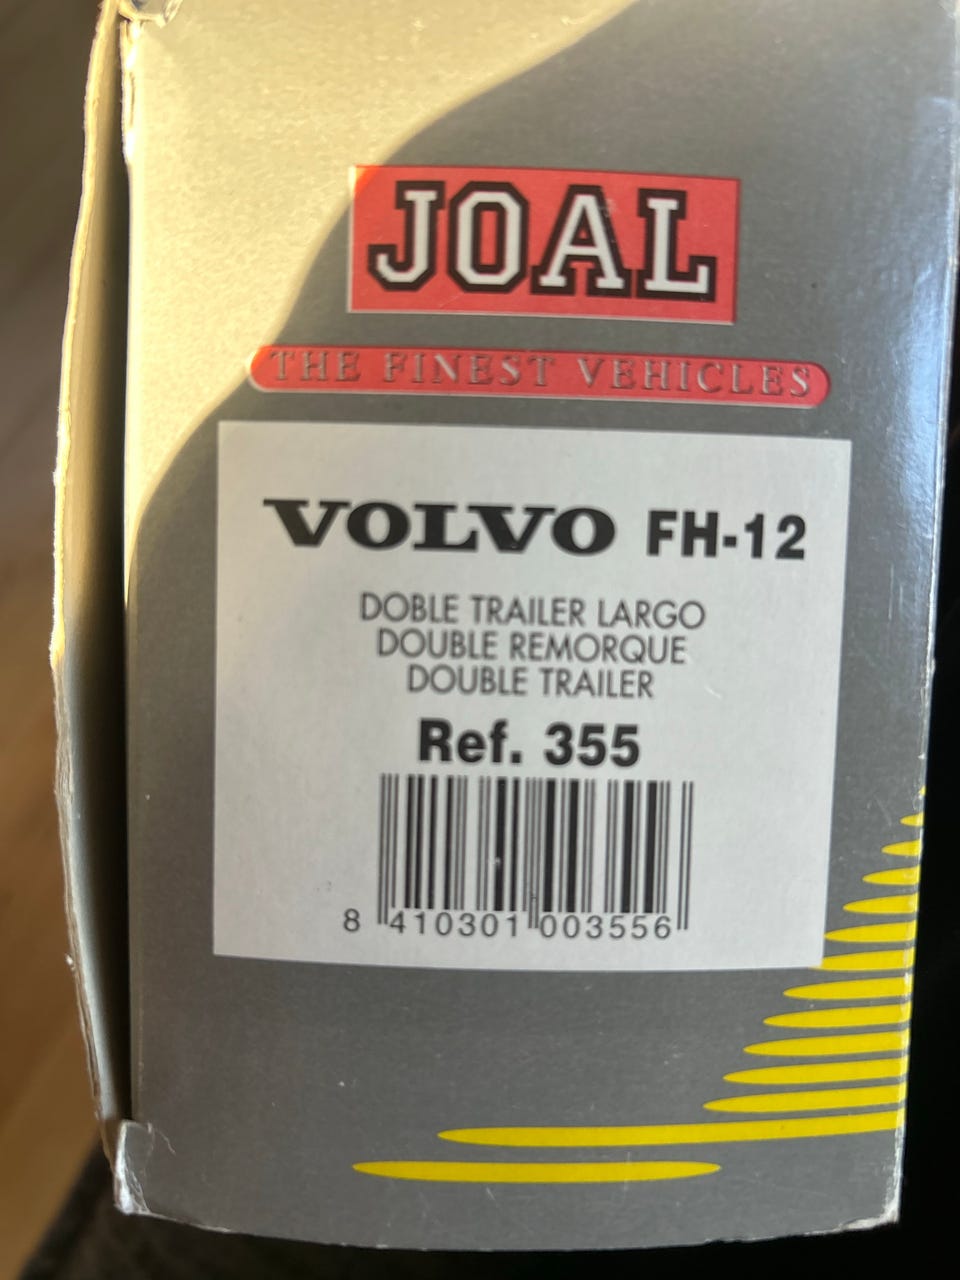 JOAL
THE FINEST VEHICLES
VOLVO FH-12
DOBLE TRAILER LARGO
DOUBLE REMORQUE
DOUBLE TRAILER
Ref. 355
8 410301 003556